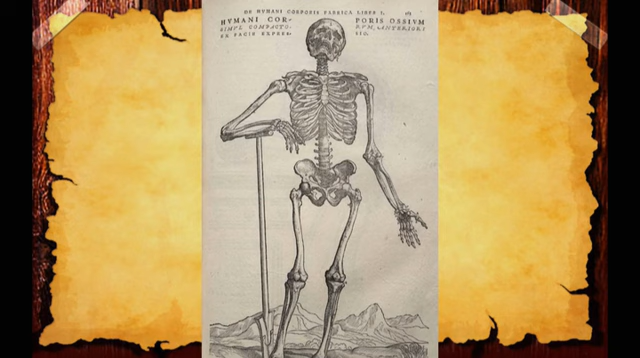 DE HVMANI CORPORIS FABRICA LIBER I.
HVMANI COR- PORIS OSSIVM
SIMVL COMPACTO- RVM, ANTERIORI
EX FACIE EXPRES- SIO.